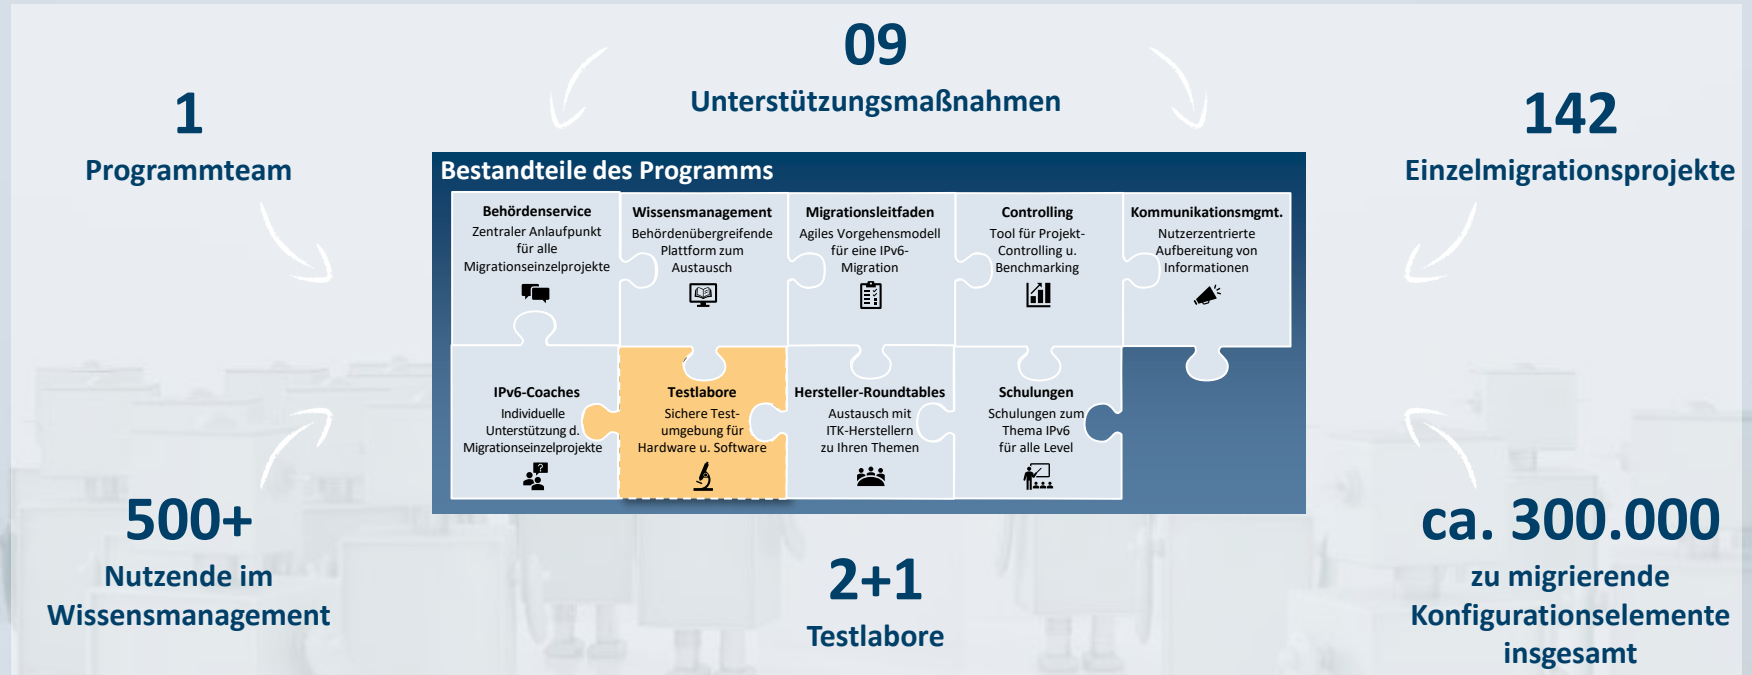 09
Unterstützungsmaßnahmen
1
Programmteam
142
Einzelmigrationsprojekte
Bestandteile des Programms
Behördenservice
Zentraler Anlaufpunkt
für alle
Migrationseinzelprojekte
Wissensmanagement
Behördenübergreifende
Plattform zum
Austausch
Migrationsleitfaden
Agiles Vorgehensmodell
für eine IPv6-
Migration
Controlling
Tool für Projekt-
Controlling u.
Benchmarking
Kommunikationsmgmt.
Nutzerzentrierte
Aufbereitung von
Informationen
IPv6-Coaches
Individuelle
Unterstützung d.
Migrationseinzelprojekte
Testlabore
Sichere Test-
umgebung für
Hardware u. Software
Hersteller-Roundtables
Austausch mit
ITK-Herstellern
zu Ihren Themen
Schulungen
Schulungen zum
Thema IPv6
für alle Level
500+
Nutzende im
Wissensmanagement
2+1
Testlabore
ca. 300.000
zu migrierende
Konfigurationselemente
insgesamt